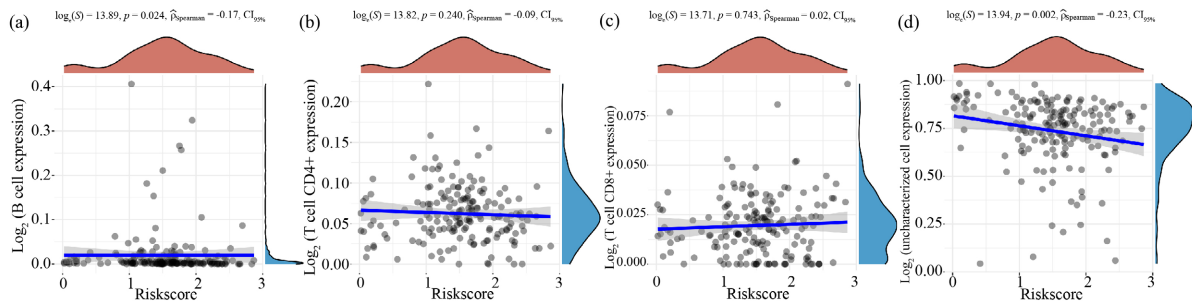 (a)
logₑ(S) − 13.89, p − 0.024, ρ̂Spearman = -0.17, CI95%
Log2 (B cell expression)
0.4
0.3
0.2
0.1
0.0
0 1 2 3
Riskscore
(b)
logₑ(S) = 13.82, p = 0.240, ρ̂Spearman = -0.09, CI95%
Log2 (T cell CD4+ expression)
0.20
0.15
0.10
0.05
0.00
0 1 2 3
Riskscore
(c)
logₑ(S) = 13.71, p = 0.743, ρ̂Spearman − 0.02, CI95%
Log2 (T cell CD8+ expression)
0.075
0.050
0.025
0.000
0 1 2 3
Riskscore
(d)
logₑ(S) = 13.94, p = 0.002, ρ̂Spearman = -0.23, CI95%
Log2 (uncharacterized cell expression)
1.00
0.75
0.50
0.25
0.00
0 1 2 3
Riskscore